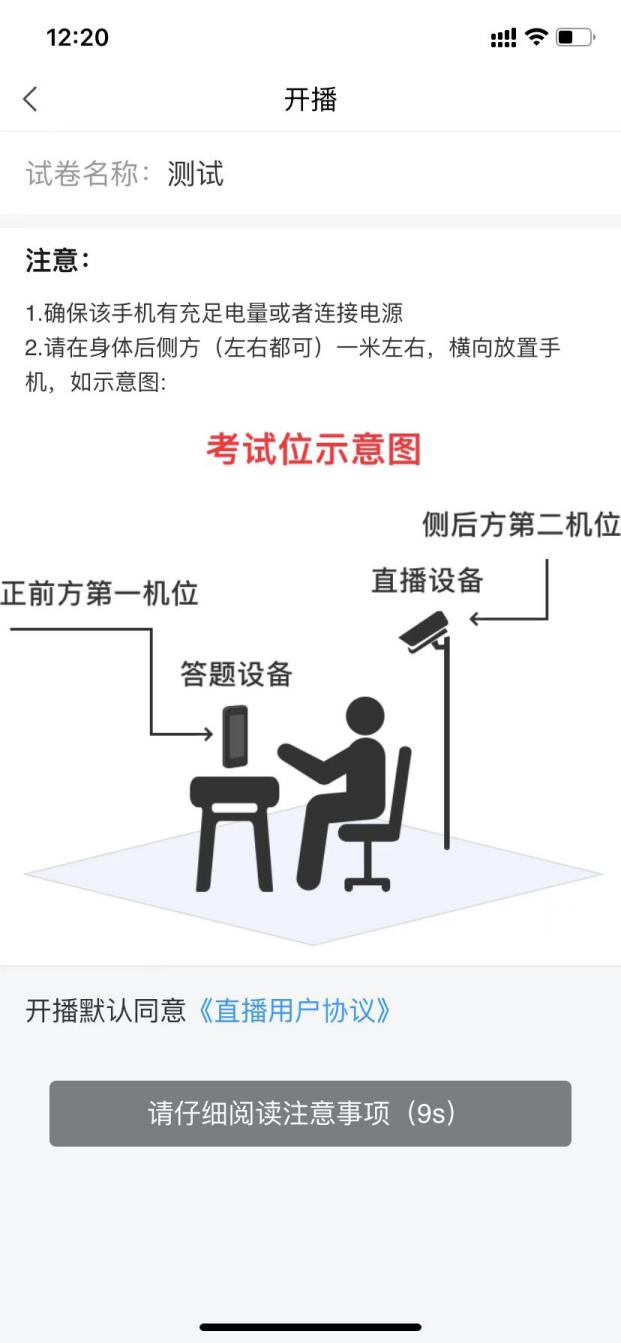 12:20
开播
试卷名称：测试
注意：
1.确保该手机有充足电量或者连接电源
2.请在身体后侧方（左右都可）一米左右，横向放置手
机，如示意图:
考试位示意图
侧后方第二机位
直播设备
正前方第一机位
答题设备
开播默认同意《直播用户协议》
请仔细阅读注意事项（9s）